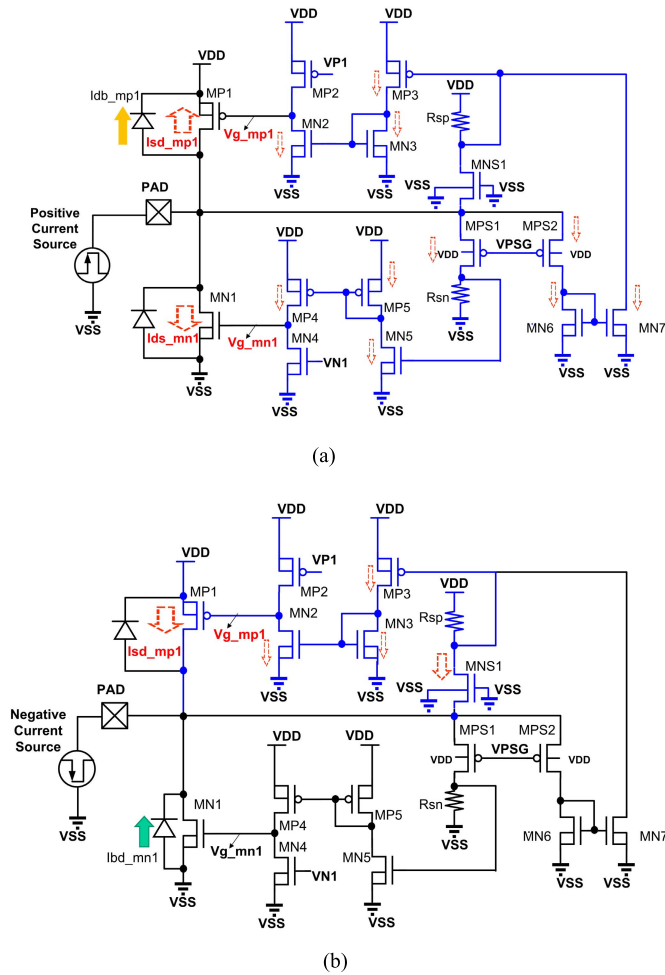 VDD
VDD
VDD
Idb_mp1
MP1
VP1
MP2
MP3
VDD
Isd_mp1
Vg_mp1
MN2
MN3
Rsp
MNS1
VSS
VSS
VSS
VSS
PAD
MPS1
MPS2
Positive
Current
Source
VDD
VDD
VDD
VPSG
VDD
VSS
MN1
MP4
MP5
Rsn
Ids_mn1
Vg_mn1
MN4
MN5
VSS
MN6
MN7
VN1
VSS
VSS
VSS
VSS
VSS
(a)
VDD
VDD
VDD
MP1
VP1
MP2
MP3
VDD
Isd_mp1
Vg_mp1
MN2
MN3
Rsp
MNS1
VSS
VSS
VSS
VSS
PAD
MPS1
MPS2
Negative
Current
Source
VDD
VDD
VDD
VPSG
VDD
VSS
MN1
MP4
MP5
Rsn
Ibd_mn1
Vg_mn1
MN4
MN5
VSS
MN6
MN7
VN1
VSS
VSS
VSS
VSS
VSS
(b)